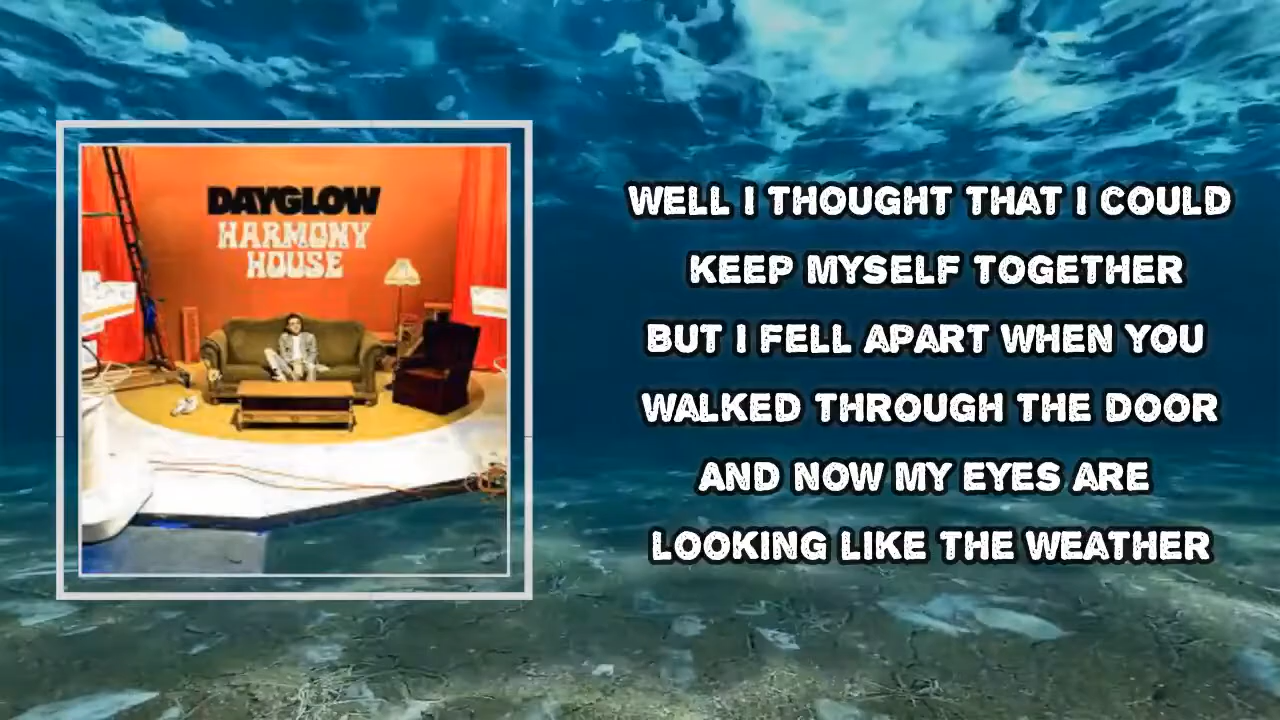 DAYGLOW
HARMONY
HOUSE
WELL I THOUGHT THAT I COULD
KEEP MYSELF TOGETHER
BUT I FELL APART WHEN YOU
WALKED THROUGH THE DOOR
AND NOW MY EYES ARE
LOOKING LIKE THE WEATHER